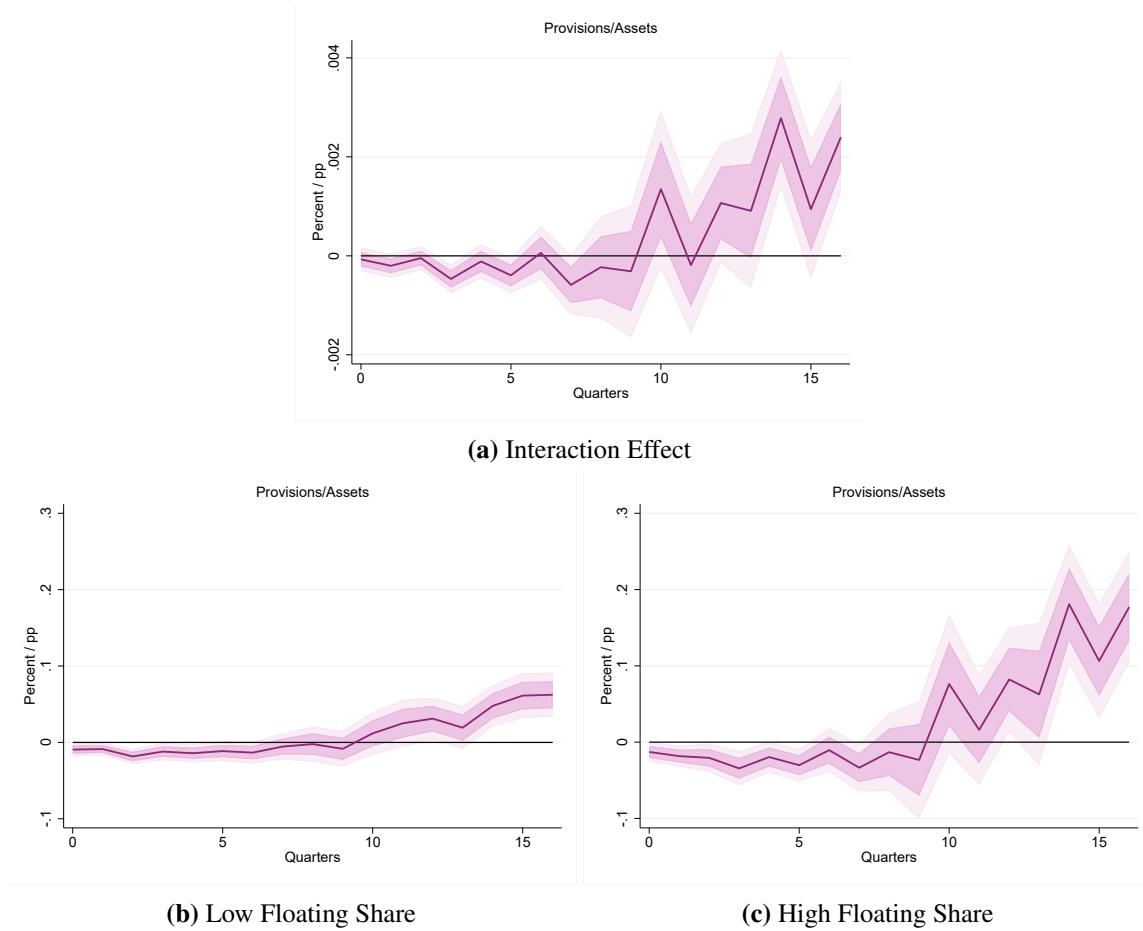 Provisions/Assets
Percent / pp
.004
.002
0
-.002
0 5 10 15
Quarters
(a) Interaction Effect
Provisions/Assets
Percent / pp
.3
.2
.1
0
-.1
0 5 10 15
Quarters
(b) Low Floating Share
Provisions/Assets
Percent / pp
.3
.2
.1
0
-.1
0 5 10 15
Quarters
(c) High Floating Share